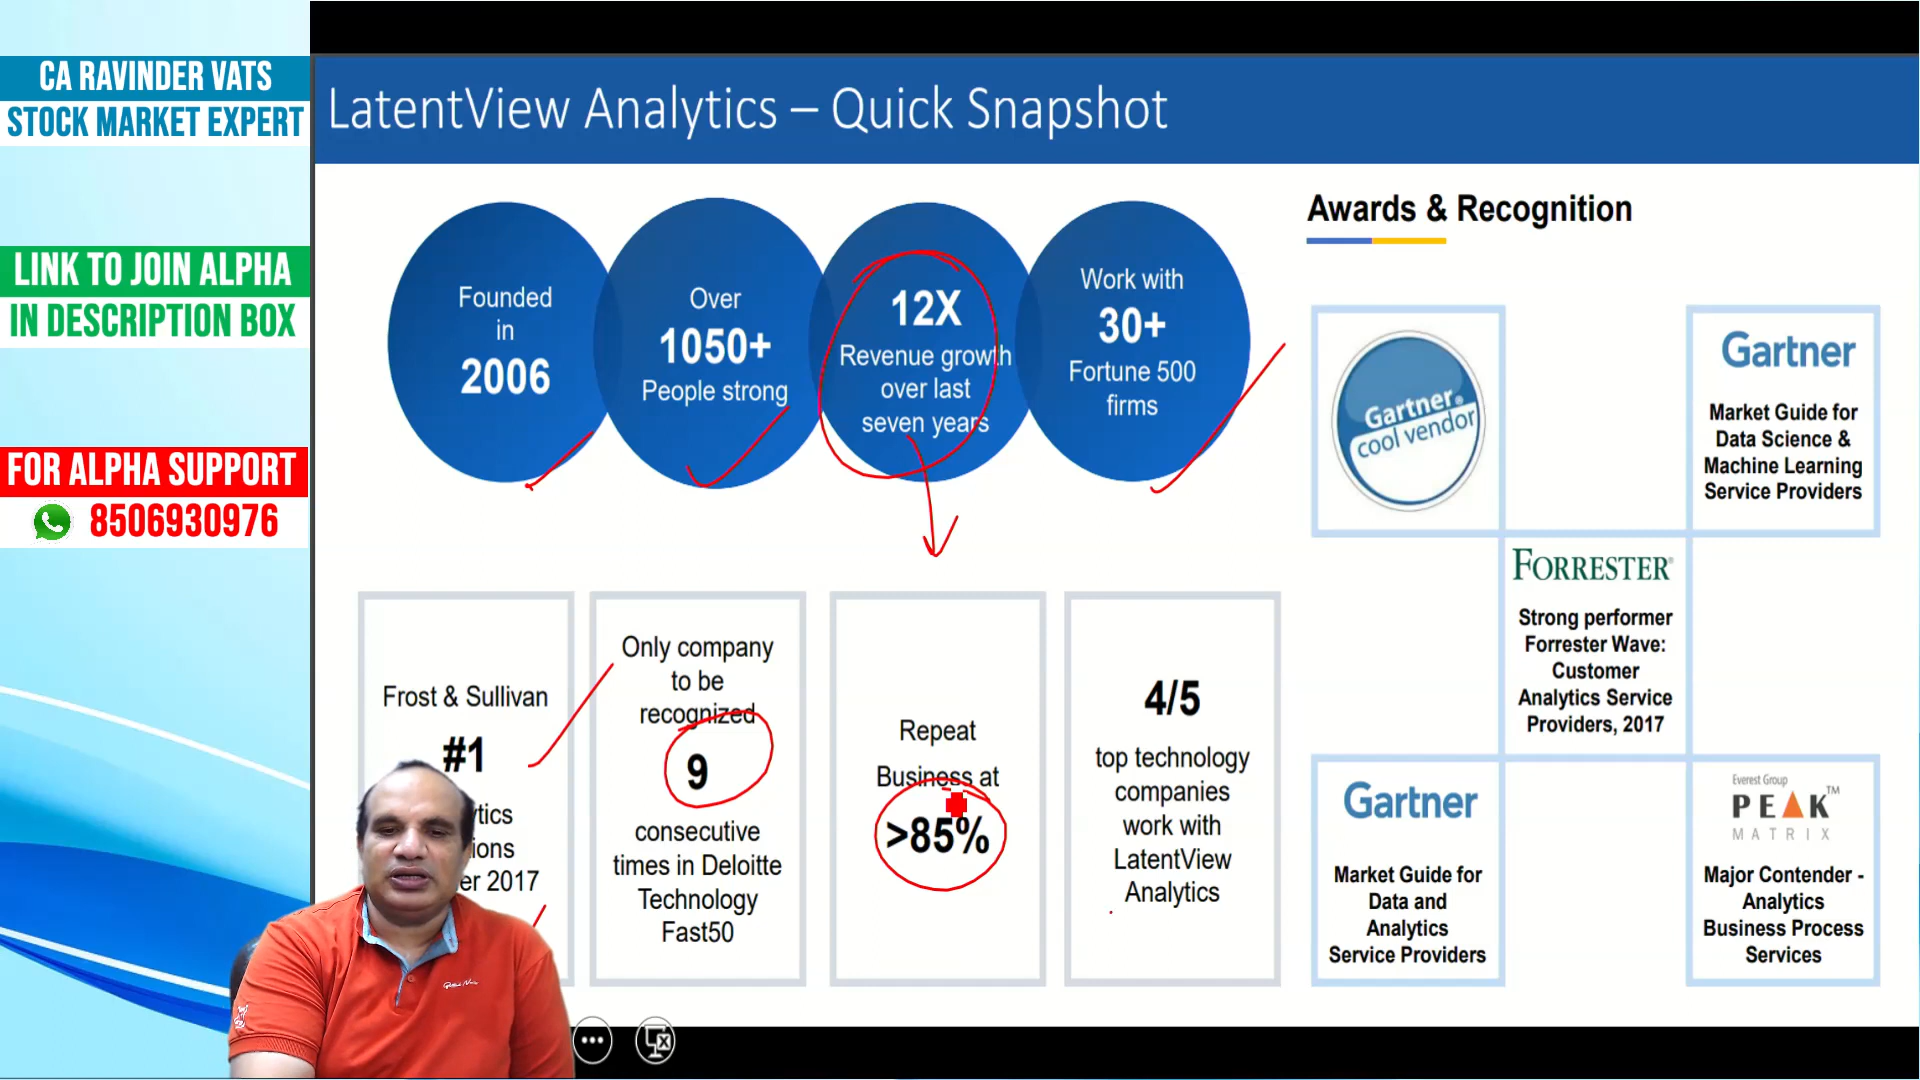 CA RAVINDER VATS
STOCK MARKET EXPERT
LINK TO JOIN ALPHA
IN DESCRIPTION BOX
FOR ALPHA SUPPORT
8506930976
LatentView Analytics – Quick Snapshot
Founded
in
2006
Over
1050+
People strong
12X
Revenue growth
over last
seven years
Work with
30+
Fortune 500
firms
Frost & Sullivan
#1
er 2017
Only company
to be
recognized
9
consecutive
times in Deloitte
Technology
Fast50
Repeat
Business at
>85%
4/5
top technology
companies
work with
LatentView
Analytics
Awards & Recognition
Gartner®
cool vendor
Gartner
Market Guide for
Data Science &
Machine Learning
Service Providers
FORRESTER®
Strong performer
Forrester Wave:
Customer
Analytics Service
Providers, 2017
Gartner
Market Guide for
Data and
Analytics
Service Providers
Everest Group
PEAK™
MATRIX
Major Contender -
Analytics
Business Process
Services